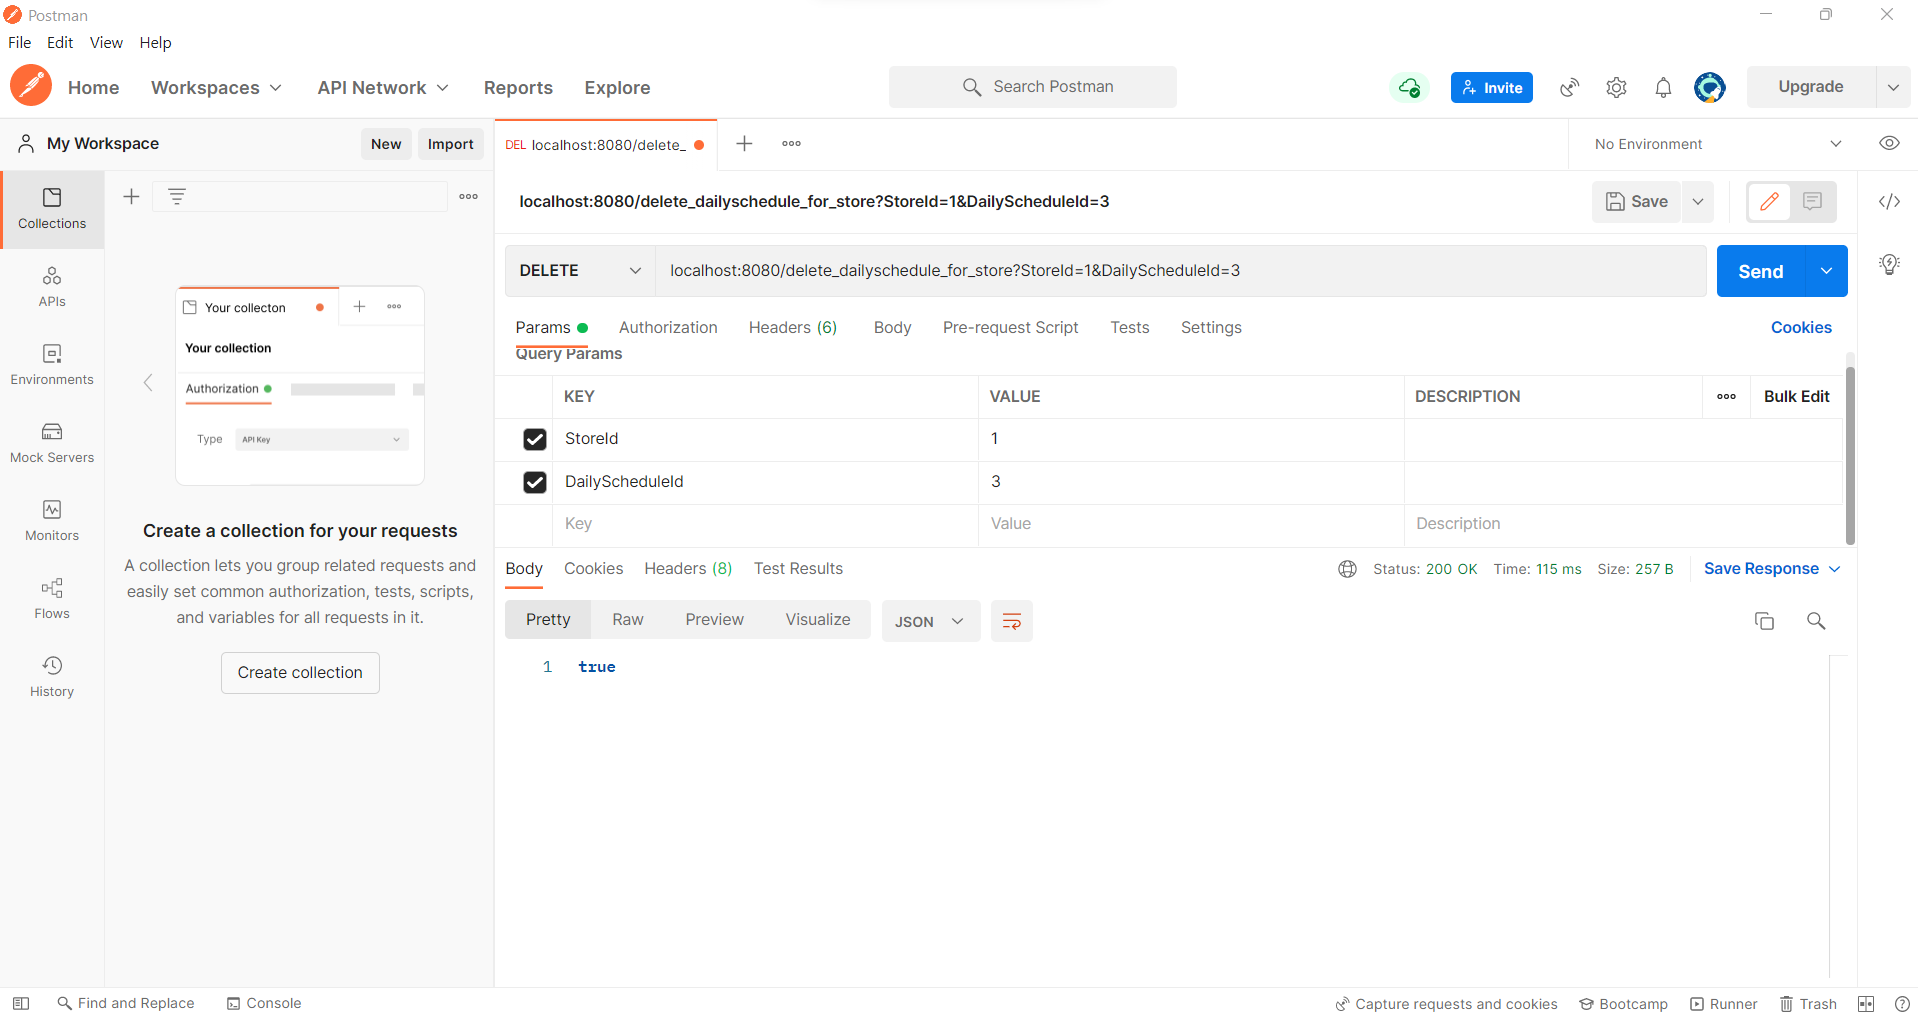 Postman
File Edit View Help
Home Workspaces API Network Reports Explore Search Postman Invite Upgrade
My Workspace New Import
DEL localhost:8080/delete_
No Environment
Collections
APIs
Environments
Mock Servers
Monitors
Flows
History
Your collecton
Your collection
Authorization
Type API Key
Create a collection for your requests
A collection lets you group related requests and
easily set common authorization, tests, scripts,
and variables for all requests in it.
Create collection
localhost:8080/delete_dailyschedule_for_store?StoreId=1&DailyScheduleId=3
Save
DELETE localhost:8080/delete_dailyschedule_for_store?StoreId=1&DailyScheduleId=3 Send
Params Authorization Headers (6) Body Pre-request Script Tests Settings Cookies
Query Params
KEY VALUE DESCRIPTION Bulk Edit
StoreId 1
DailyScheduleId 3
Key Value Description
Body Cookies Headers (8) Test Results Status: 200 OK Time: 115 ms Size: 257 B Save Response
Pretty Raw Preview Visualize JSON
1 true
Find and Replace Console Capture requests and cookies Bootcamp Runner Trash